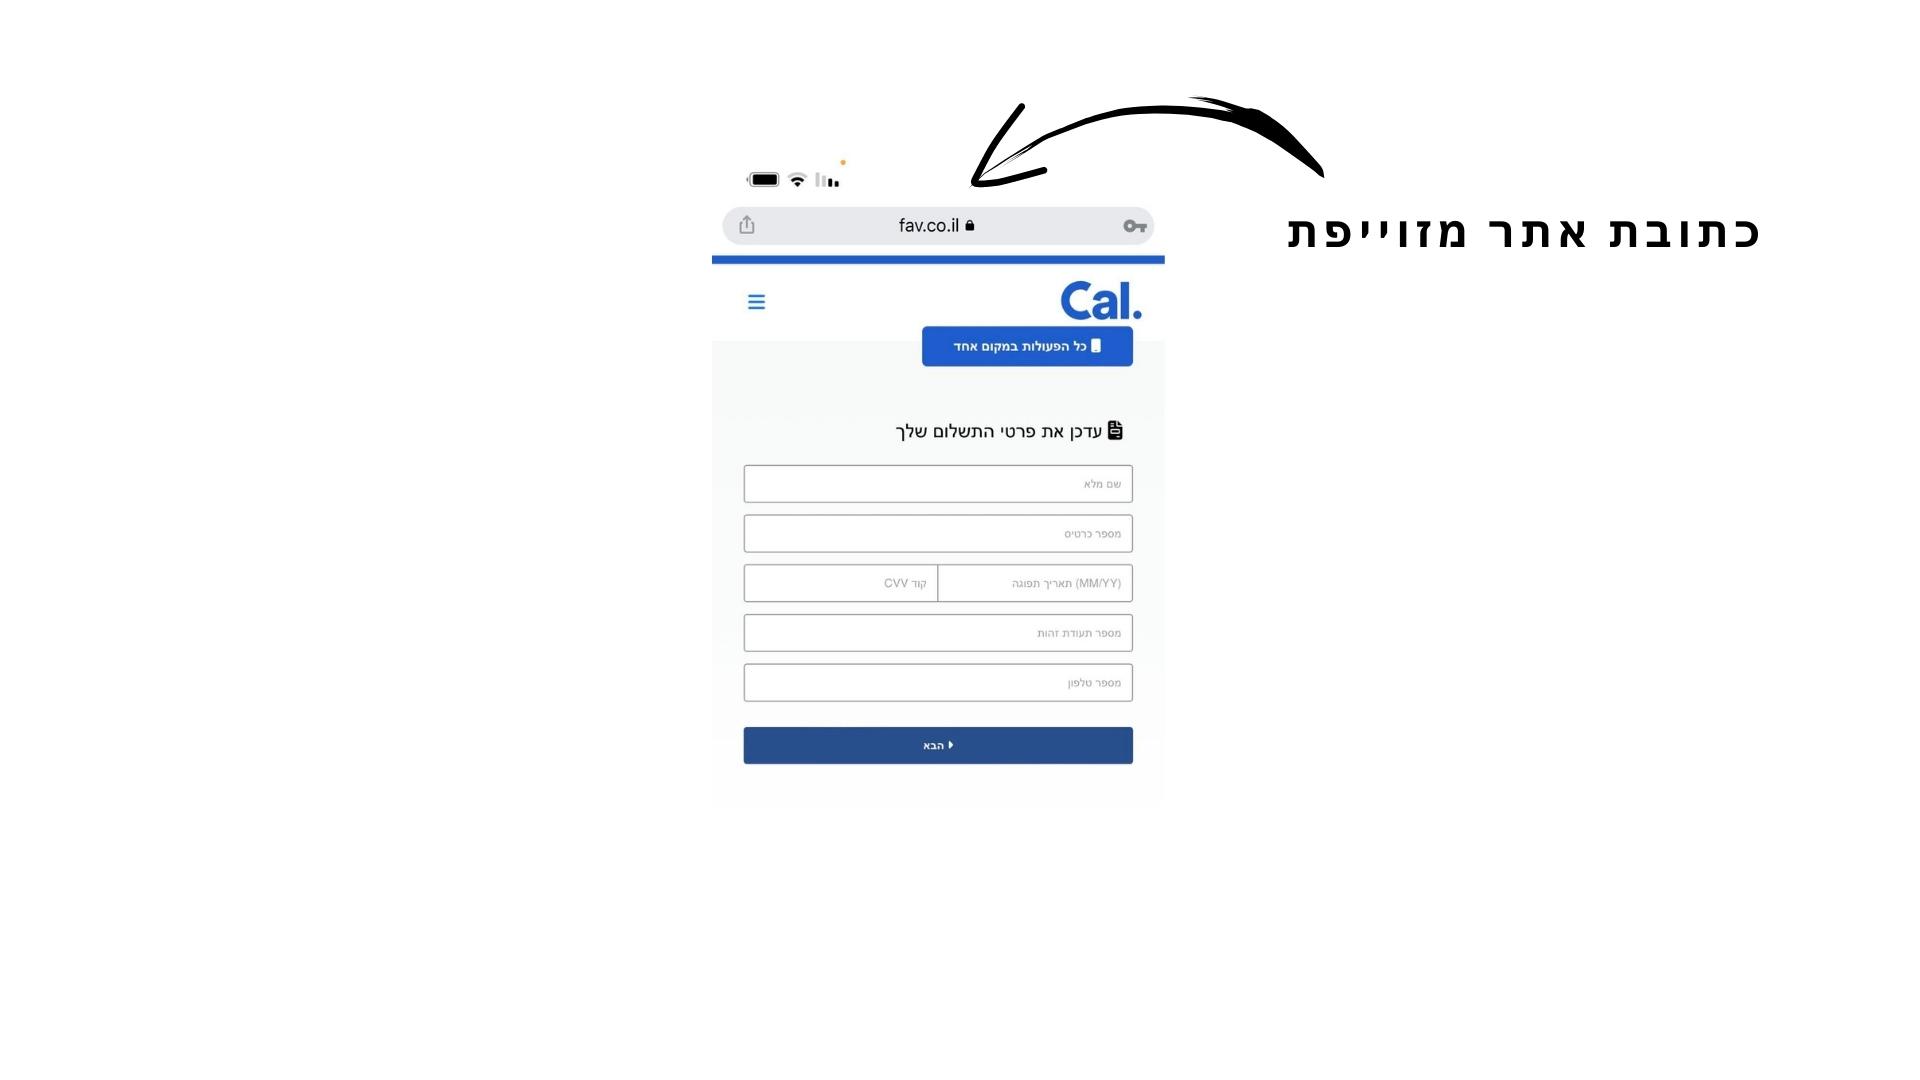 fav.co.il
כתובת אתר מזוייפת
Cal.
כל הפעולות במקום אחד
עדכן את פרטי התשלום שלך
שם מלא
מספר כרטיס
תאריך תפוגה (MM/YY)
קוד CVV
מספר תעודת זהות
מספר טלפון
הבא